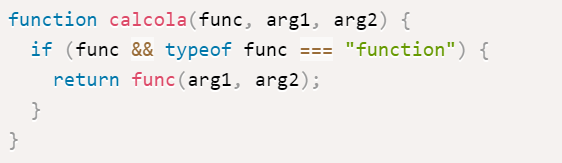 function calcola(func, arg1, arg2) {
  if (func && typeof func === "function") {
    return func(arg1, arg2);
  }
}